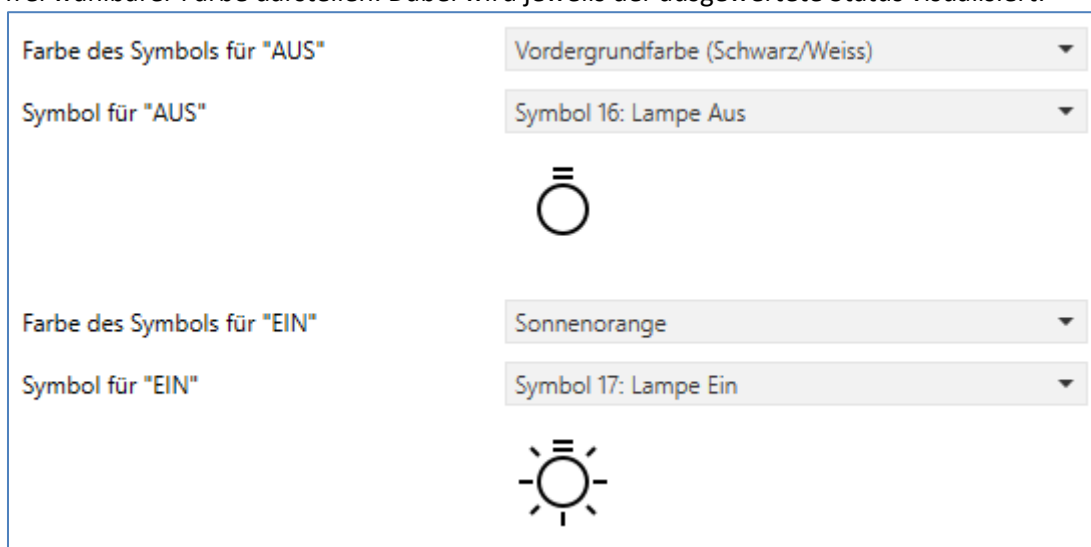 Farbe des Symbols für "AUS" Vordergrundfarbe (Schwarz/Weiss)
Symbol für "AUS" Symbol 16: Lampe Aus
Farbe des Symbols für "EIN" Sonnenorange
Symbol für "EIN" Symbol 17: Lampe Ein